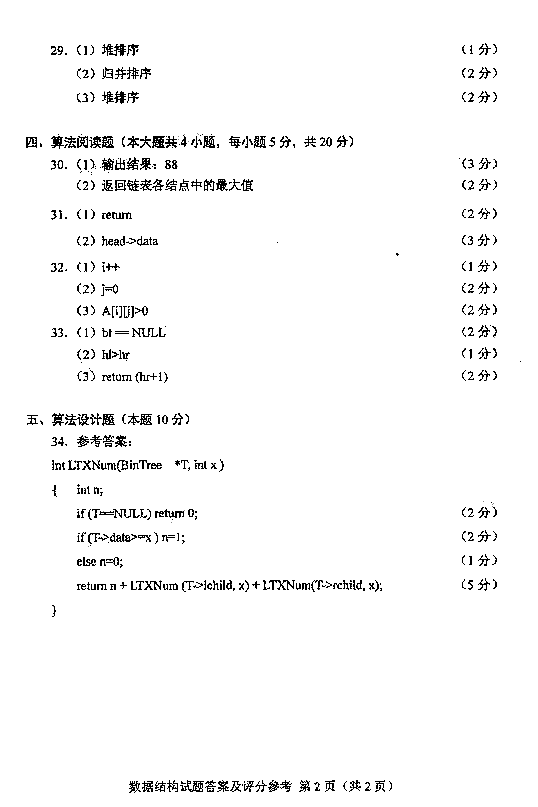 29. (1) 堆排序 (1 分)
(2) 归并排序 (2 分)
(3) 堆排序 (2 分)
四、算法阅读题（本大题共 4 小题，每小题 5 分，共 20 分）
30. (1) 输出结果：88 (3 分)
(2) 返回链表各结点中的最大值 (2 分)
31. (1) return (2 分)
(2) head->data (3 分)
32. (1) i++ (1 分)
(2) j=0 (2 分)
(3) A[i][j]>0 (2 分)
33. (1) bt == NULL (2 分)
(2) hl>hr (1 分)
(3) return (hr+1) (2 分)
五、算法设计题（本题 10 分）
34. 参考答案：
int LTXNum(BinTree *T, int x )
{ int n;
if (T==NULL) return 0; (2 分)
if (T->data>=x ) n=1; (2 分)
else n=0; (1 分)
return n + LTXNum (T->lchild, x) + LTXNum(T->rchild, x); (5 分)
}
数据结构试题答案及评分参考 第 2 页（共 2 页）